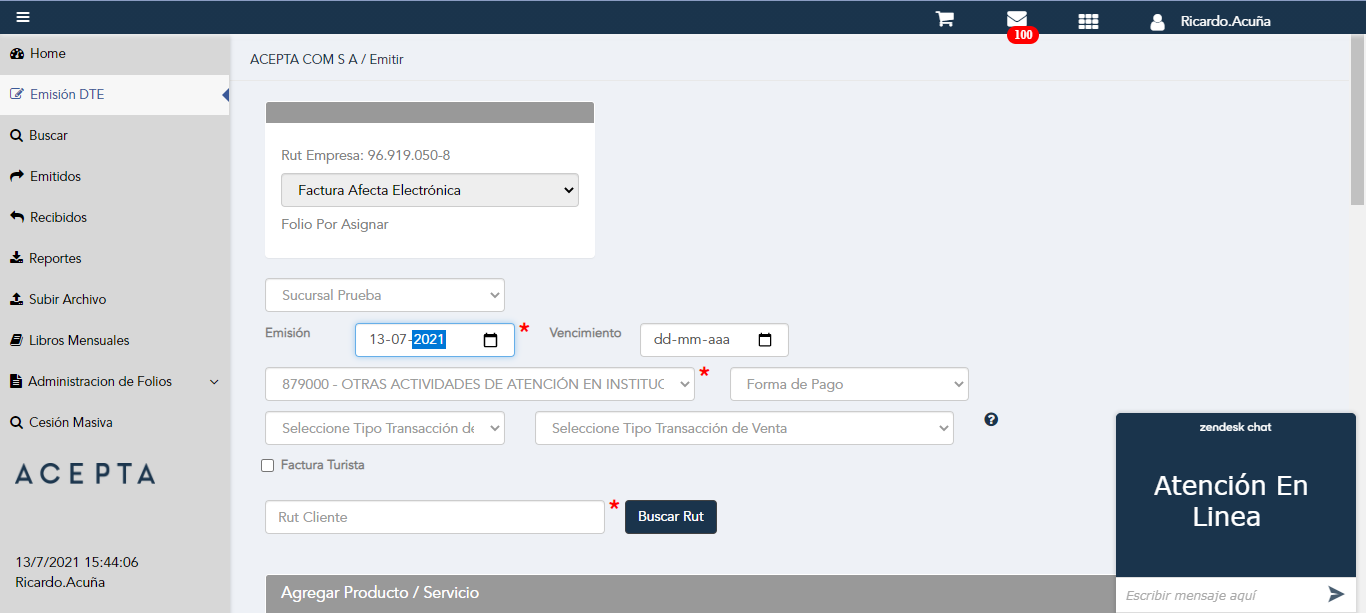 Ricardo.Acuña
100
Home
Emisión DTE
Buscar
Emitidos
Recibidos
Reportes
Subir Archivo
Libros Mensuales
Administracion de Folios
Cesión Masiva
ACEPTA
13/7/2021 15:44:06
Ricardo.Acuña
ACEPTA COM S A / Emitir
Rut Empresa: 96.919.050-8
Factura Afecta Electrónica
Folio Por Asignar
Sucursal Prueba
Emisión 13-07-2021 * Vencimiento dd-mm-aaa
879000 - OTRAS ACTIVIDADES DE ATENCIÓN EN INSTITUC * Forma de Pago
Seleccione Tipo Transacción de Seleccione Tipo Transacción de Venta ?
Factura Turista
Rut Cliente * Buscar Rut
Agregar Producto / Servicio
zendesk chat
Atención En
Linea
Escribir mensaje aquí